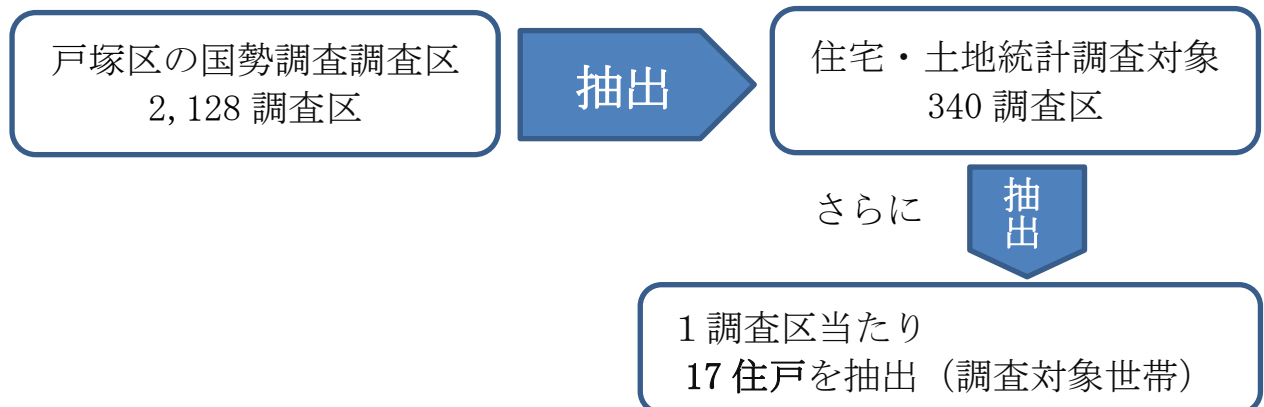 戸塚区の国勢調査調査区
2,128 調査区
抽出
住宅・土地統計調査対象
340 調査区
さらに
抽出
1調査区当たり
17 住戸を抽出（調査対象世帯）